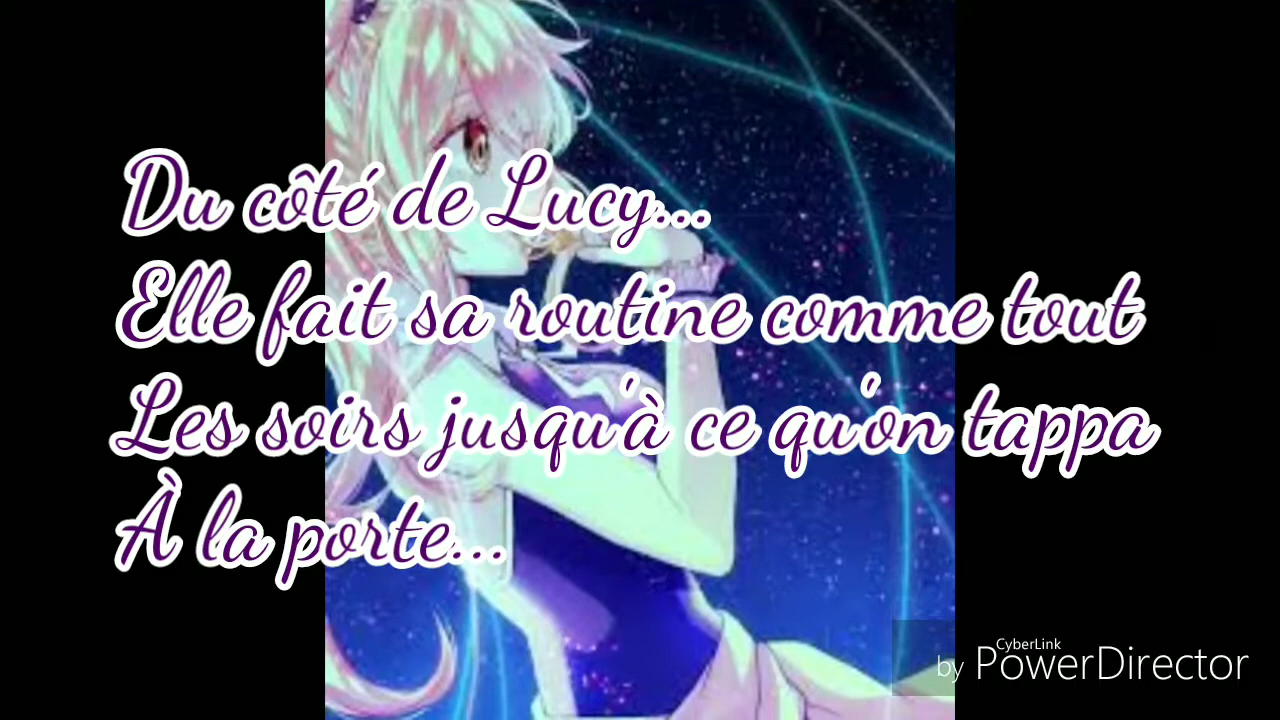 Du côté de Lucy...
Elle fait sa routine comme tout
Les soirs jusqu'à ce qu'on tappa
À la porte...
CyberLink
by PowerDirector